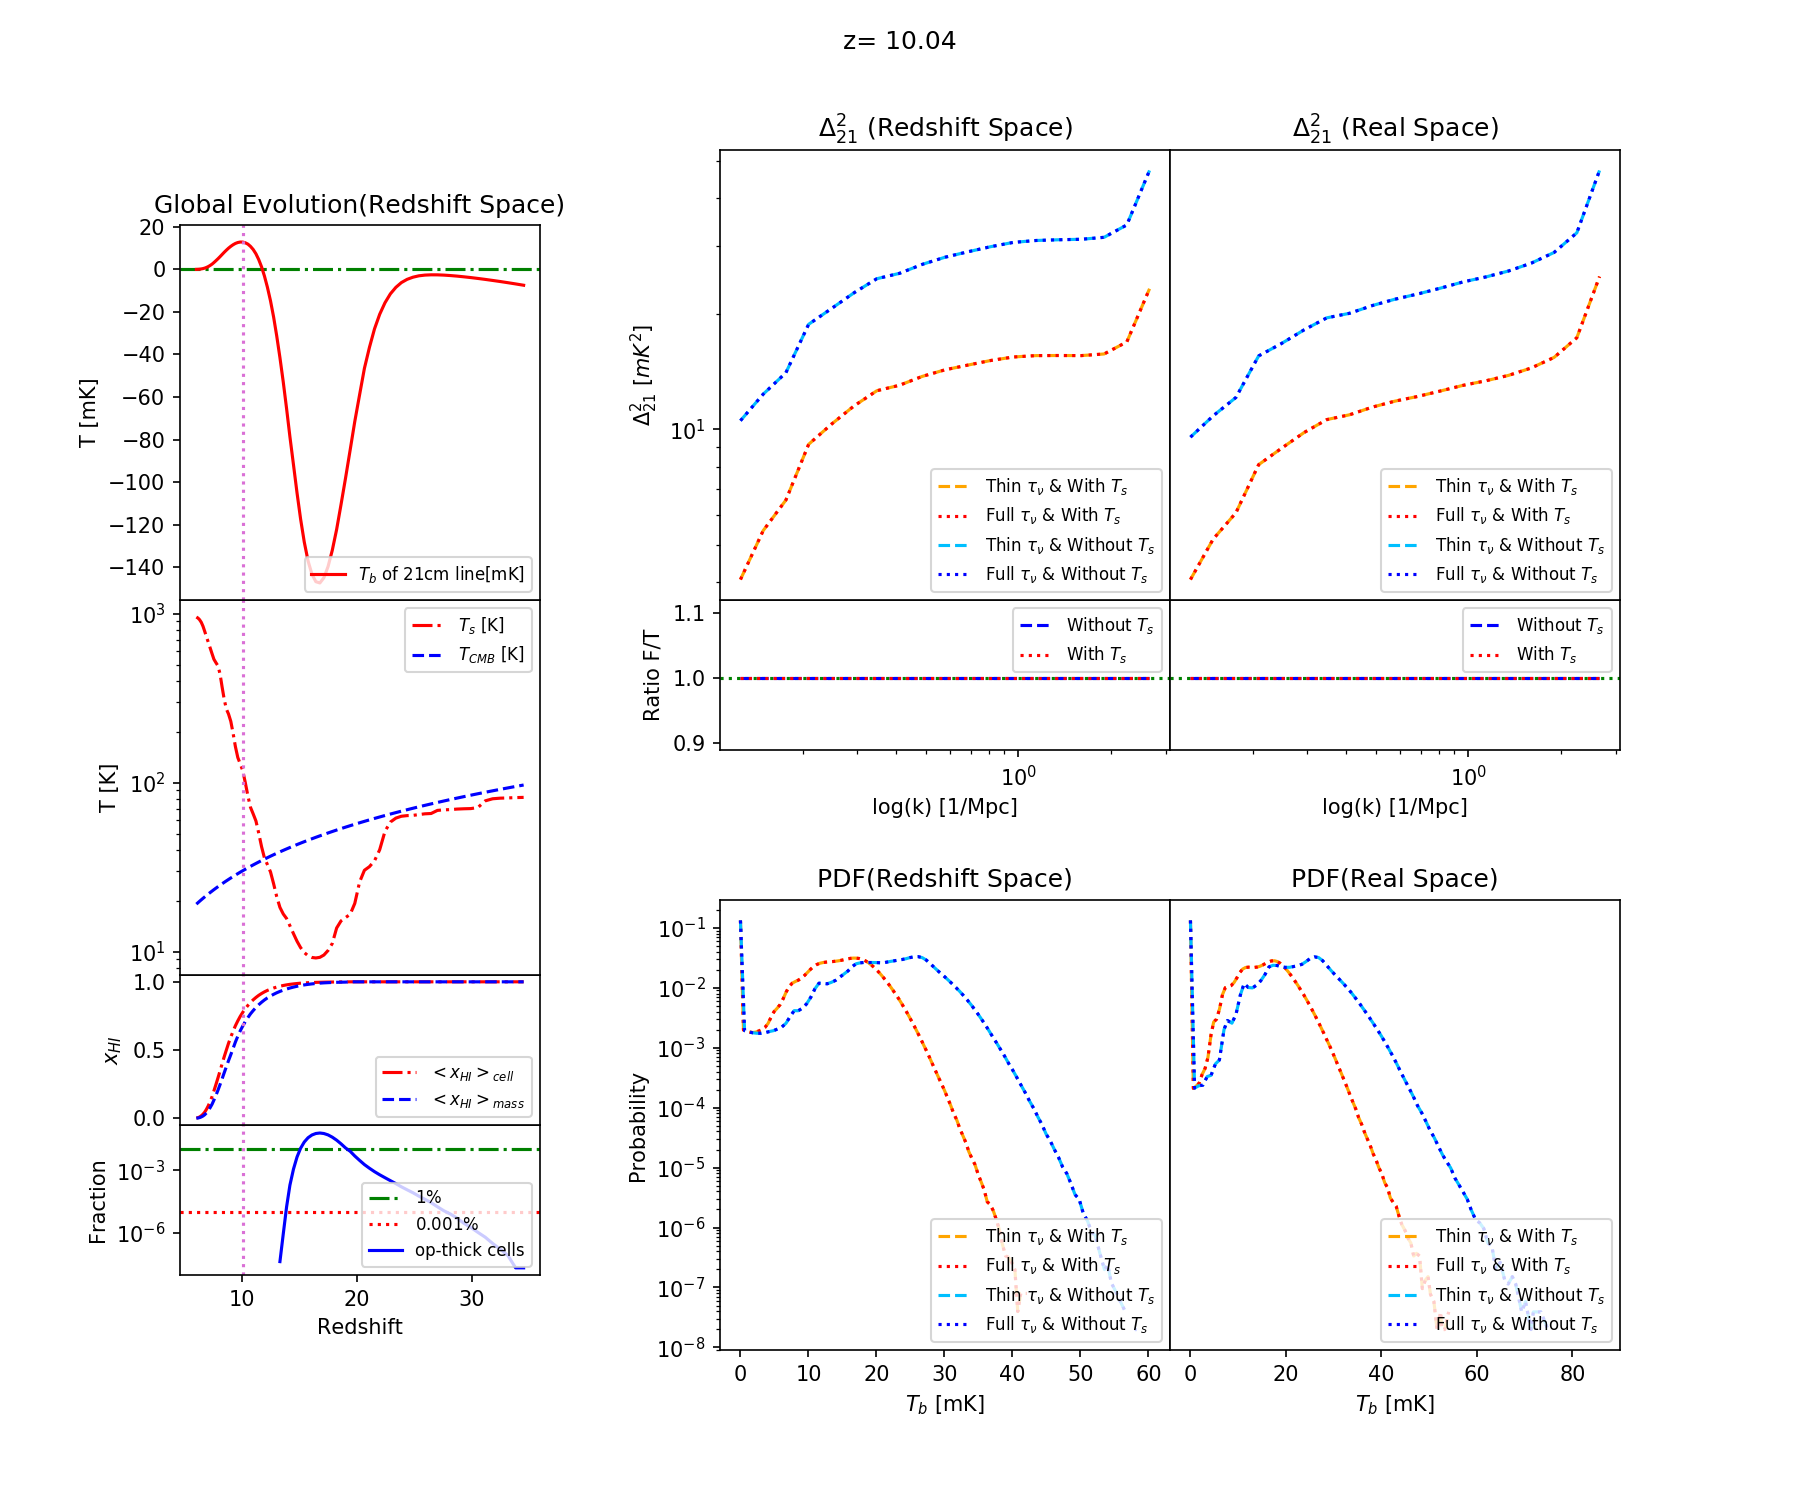 z= 10.04
Global Evolution(Redshift Space)
20
0
−20
−40
−60
−80
−100
−120
−140
T [mK]
T_b of 21cm line[mK]
10^3
10^2
10^1
T [K]
T_s [K]
T_CMB [K]
1.0
0.5
0.0
x_HI
< x_HI >_cell
< x_HI >_mass
10^−3
10^−6
Fraction
1%
0.001%
op-thick cells
10 20 30
Redshift
Δ^2_21 (Redshift Space)
Δ^2_21 (Real Space)
Δ^2_21 [mK^2]
10^1
Thin τ_ν & With T_s
Full τ_ν & With T_s
Thin τ_ν & Without T_s
Full τ_ν & Without T_s
Thin τ_ν & With T_s
Full τ_ν & With T_s
Thin τ_ν & Without T_s
Full τ_ν & Without T_s
1.1
1.0
0.9
Ratio F/T
Without T_s
With T_s
Without T_s
With T_s
10^0
10^0
log(k) [1/Mpc]
log(k) [1/Mpc]
PDF(Redshift Space)
PDF(Real Space)
10^−1
10^−2
10^−3
10^−4
10^−5
10^−6
10^−7
10^−8
Probability
Thin τ_ν & With T_s
Full τ_ν & With T_s
Thin τ_ν & Without T_s
Full τ_ν & Without T_s
Thin τ_ν & With T_s
Full τ_ν & With T_s
Thin τ_ν & Without T_s
Full τ_ν & Without T_s
0 10 20 30 40 50 60
0 20 40 60 80
T_b [mK]
T_b [mK]